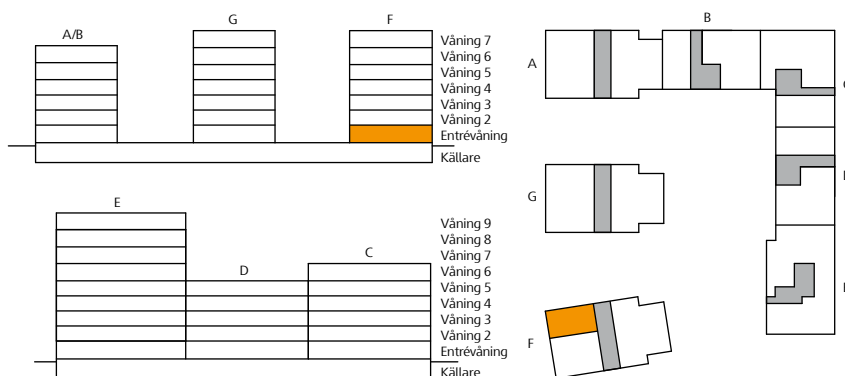 A/B
G
F
Våning 7
Våning 6
Våning 5
Våning 4
Våning 3
Våning 2
Entrévåning
Källare
E
D
C
Våning 9
Våning 8
Våning 7
Våning 6
Våning 5
Våning 4
Våning 3
Våning 2
Entrévåning
Källare
B
A
G
F